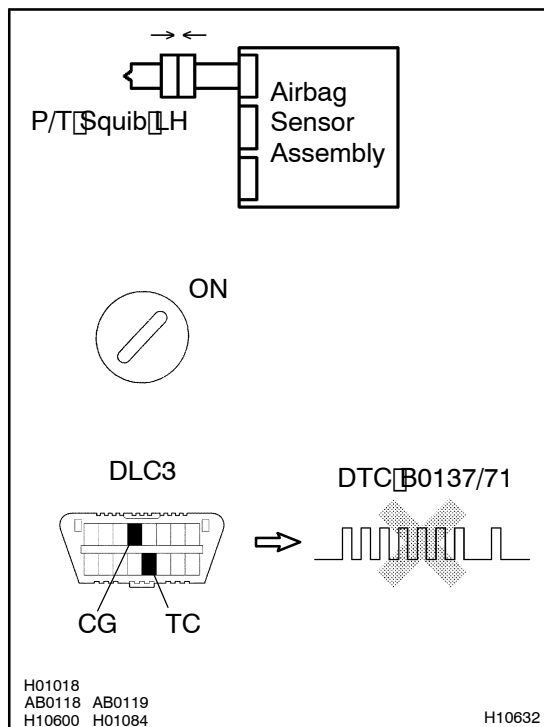 P/T▯Squib▯LH
Airbag
Sensor
Assembly
ON
DLC3
DTC▯B0137/71
CG TC
H01018
AB0118 AB0119
H10600 H01084
H10632